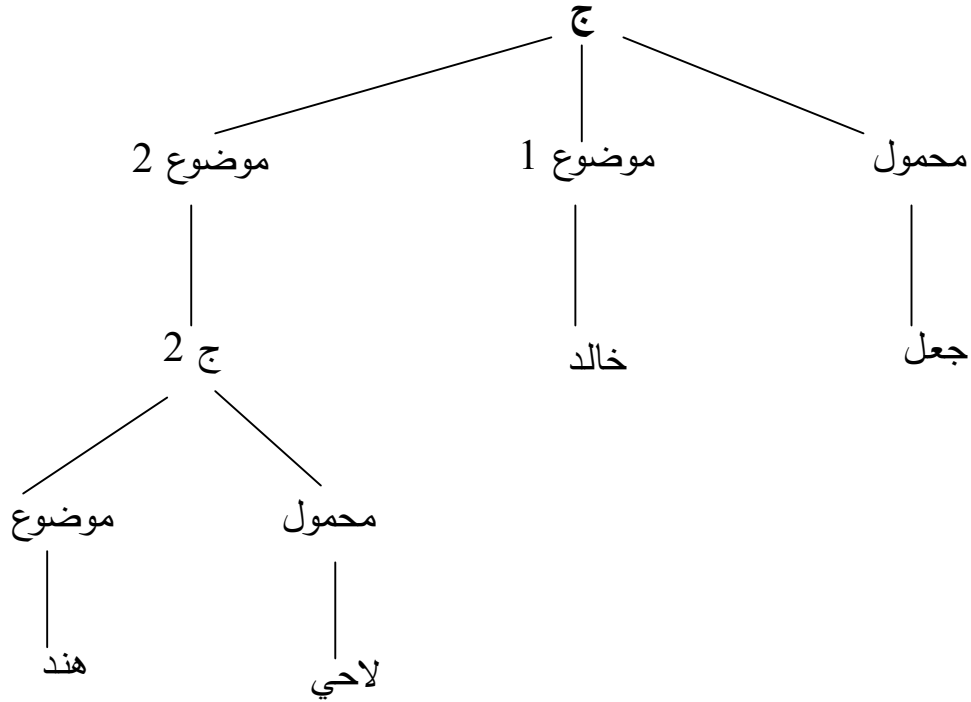 ج
محمول موضوع 1 موضوع 2
جعل خالد ج 2
محمول موضوع
لاحي هند